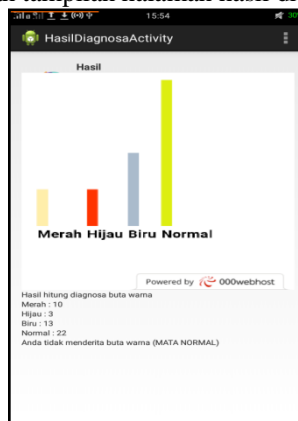 15:54
HasilDiagnosaActivity
Hasil
Merah Hijau Biru Normal
Powered by 000webhost
Hasil hitung diagnosa buta warna
Merah : 10
Hijau : 3
Biru : 13
Normal : 22
Anda tidak menderita buta warna (MATA NORMAL)